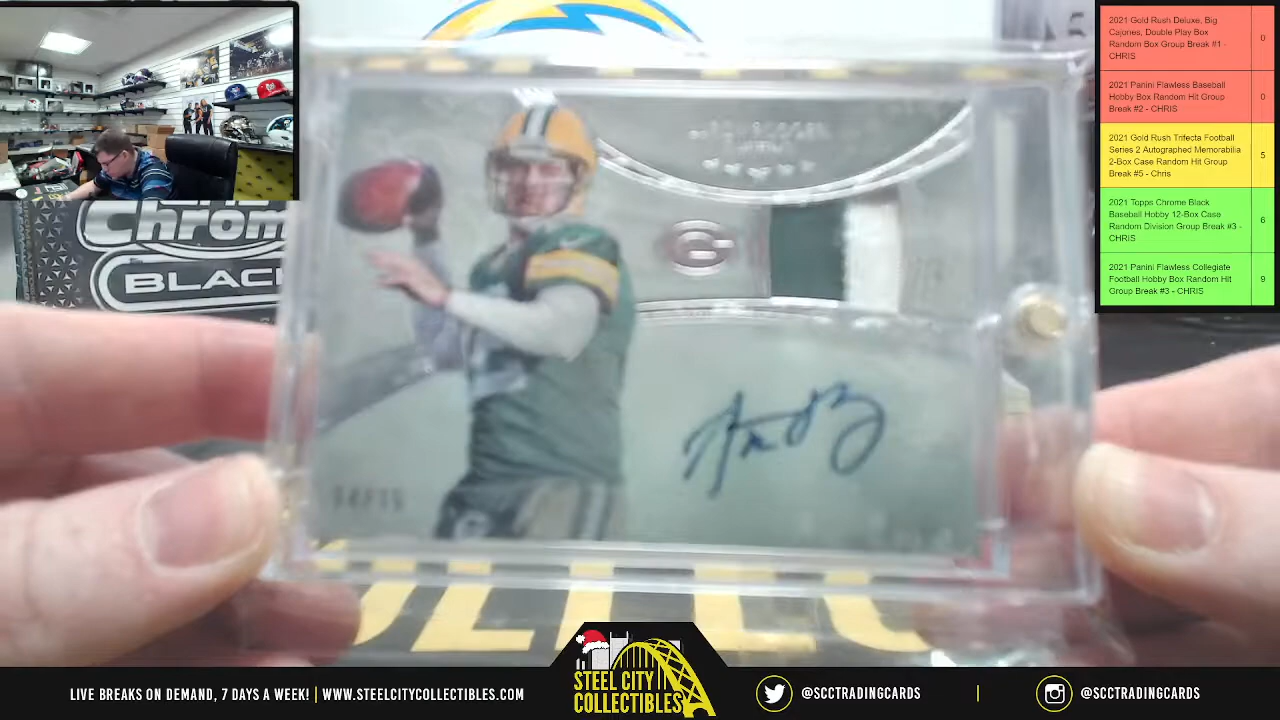 2021 Gold Rush Deluxe, Big
Cajones, Double Play Box
Random Box Group Break #1 -
CHRIS
0
2021 Panini Flawless Baseball
Hobby Box Random Hit Group
Break #2 - CHRIS
0
2021 Gold Rush Trifecta Football
Series 2 Autographed Memorabilia
2-Box Case Random Hit Group
Break #5 - Chris
5
2021 Topps Chrome Black
Baseball Hobby 12-Box Case
Random Division Group Break #3 -
CHRIS
6
2021 Panini Flawless Collegiate
Football Hobby Box Random Hit
Group Break #3 - CHRIS
9
Chrom
BLAC
G
STEEL CITY
COLLECTIBLES
LIVE BREAKS ON DEMAND, 7 DAYS A WEEK! | WWW.STEELCITYCOLLECTIBLES.COM
@SCCTRADINGCARDS
@SCCTRADINGCARDS